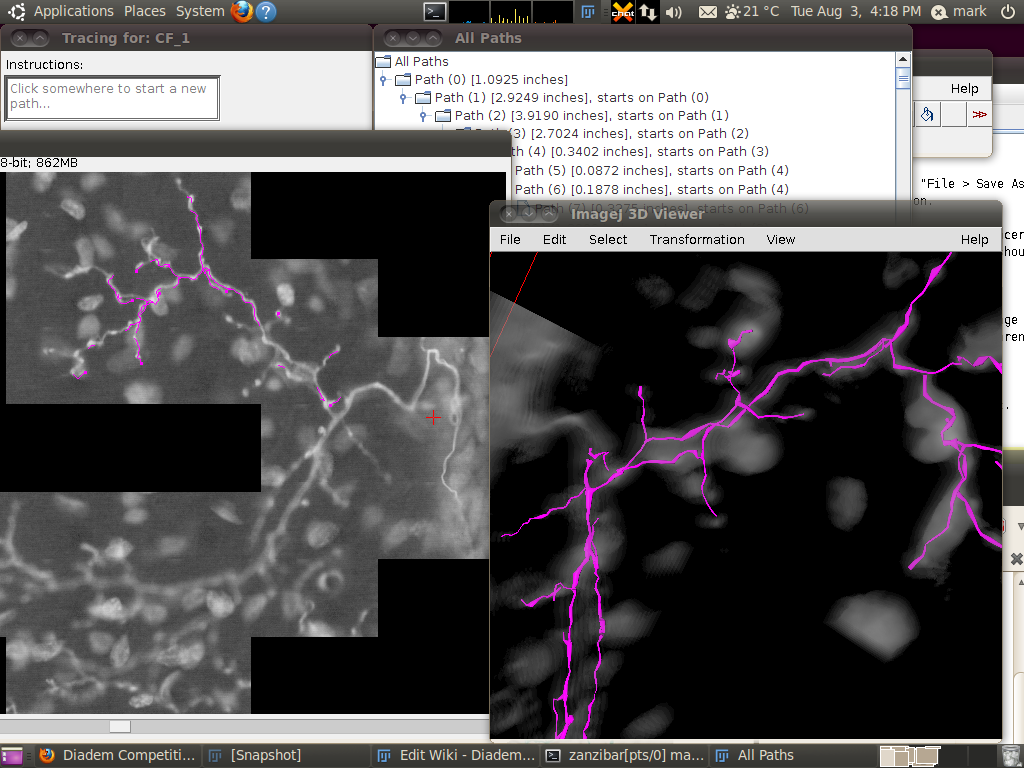 Applications Places System
chat
21 °C Tue Aug 3, 4:18 PM mark
Tracing for: CF_1
All Paths
Instructions:
Click somewhere to start a new
path...
All Paths
Path (0) [1.0925 inches]
Path (1) [2.9249 inches], starts on Path (0)
Path (2) [3.9190 inches], starts on Path (1)
(3) [2.7024 inches], starts on Path (2)
th (4) [0.3402 inches], starts on Path (3)
Path (5) [0.0872 inches], starts on Path (4)
Path (6) [0.1878 inches], starts on Path (4)
Path (7) [0.3275 inches], starts on Path (6)
Help
"File > Save As
on.
8-bit; 862MB
ImageJ 3D Viewer
File Edit Select Transformation View Help
cer
hou
ge
ren
Diadem Competiti... [Snapshot] Edit Wiki - Diadem... zanzibar[pts/0] ma... All Paths